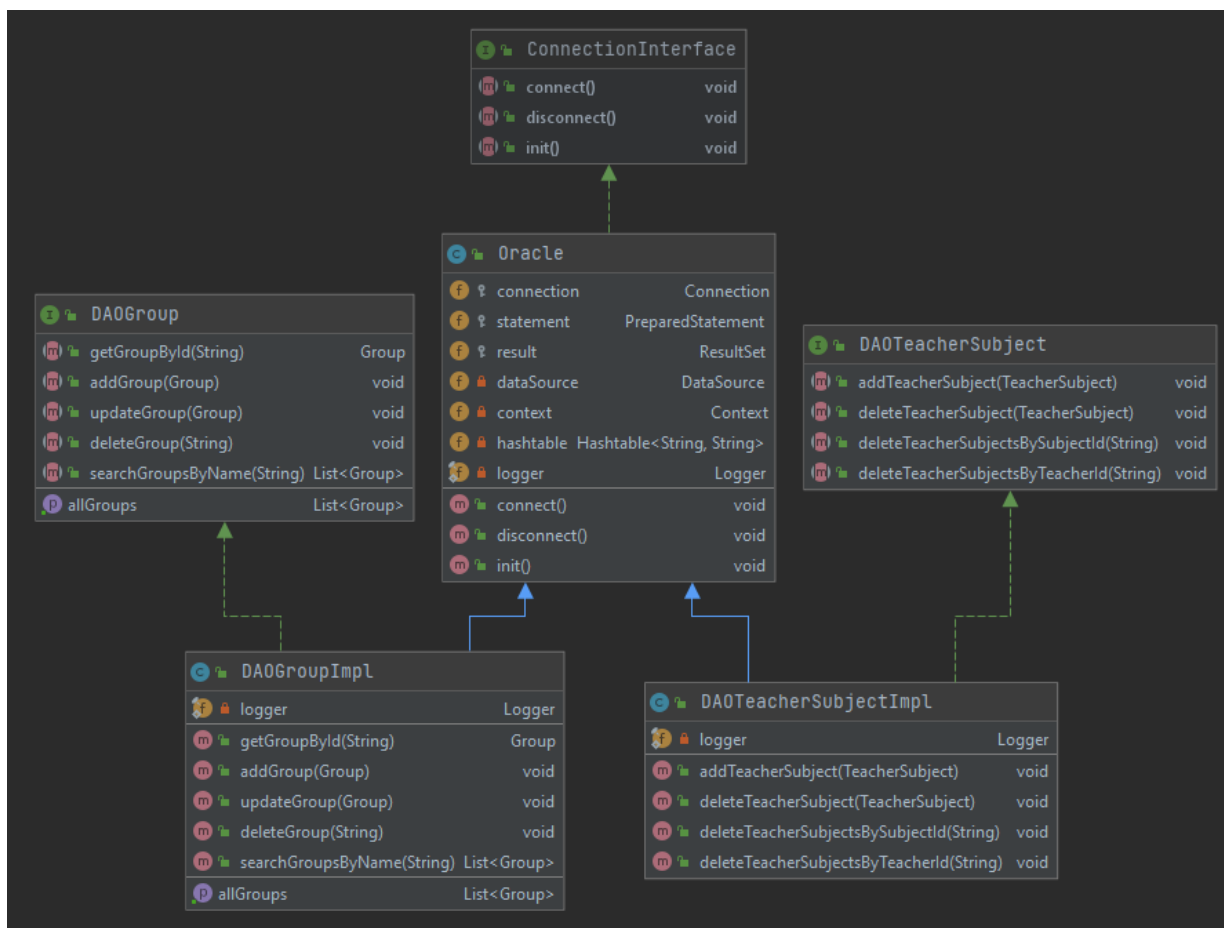 ConnectionInterface
connect() void
disconnect() void
init() void
Oracle
connection Connection
statement PreparedStatement
result ResultSet
dataSource DataSource
context Context
hashtable Hashtable<String, String>
logger Logger
connect() void
disconnect() void
init() void
DAOGroup
getGroupById(String) Group
addGroup(Group) void
updateGroup(Group) void
deleteGroup(String) void
searchGroupsByName(String) List<Group>
allGroups List<Group>
DAOTeacherSubject
addTeacherSubject(TeacherSubject) void
deleteTeacherSubject(TeacherSubject) void
deleteTeacherSubjectsBySubjectId(String) void
deleteTeacherSubjectsByTeacherId(String) void
DAOGroupImpl
logger Logger
getGroupById(String) Group
addGroup(Group) void
updateGroup(Group) void
deleteGroup(String) void
searchGroupsByName(String) List<Group>
allGroups List<Group>
DAOTeacherSubjectImpl
logger Logger
addTeacherSubject(TeacherSubject) void
deleteTeacherSubject(TeacherSubject) void
deleteTeacherSubjectsBySubjectId(String) void
deleteTeacherSubjectsByTeacherId(String) void